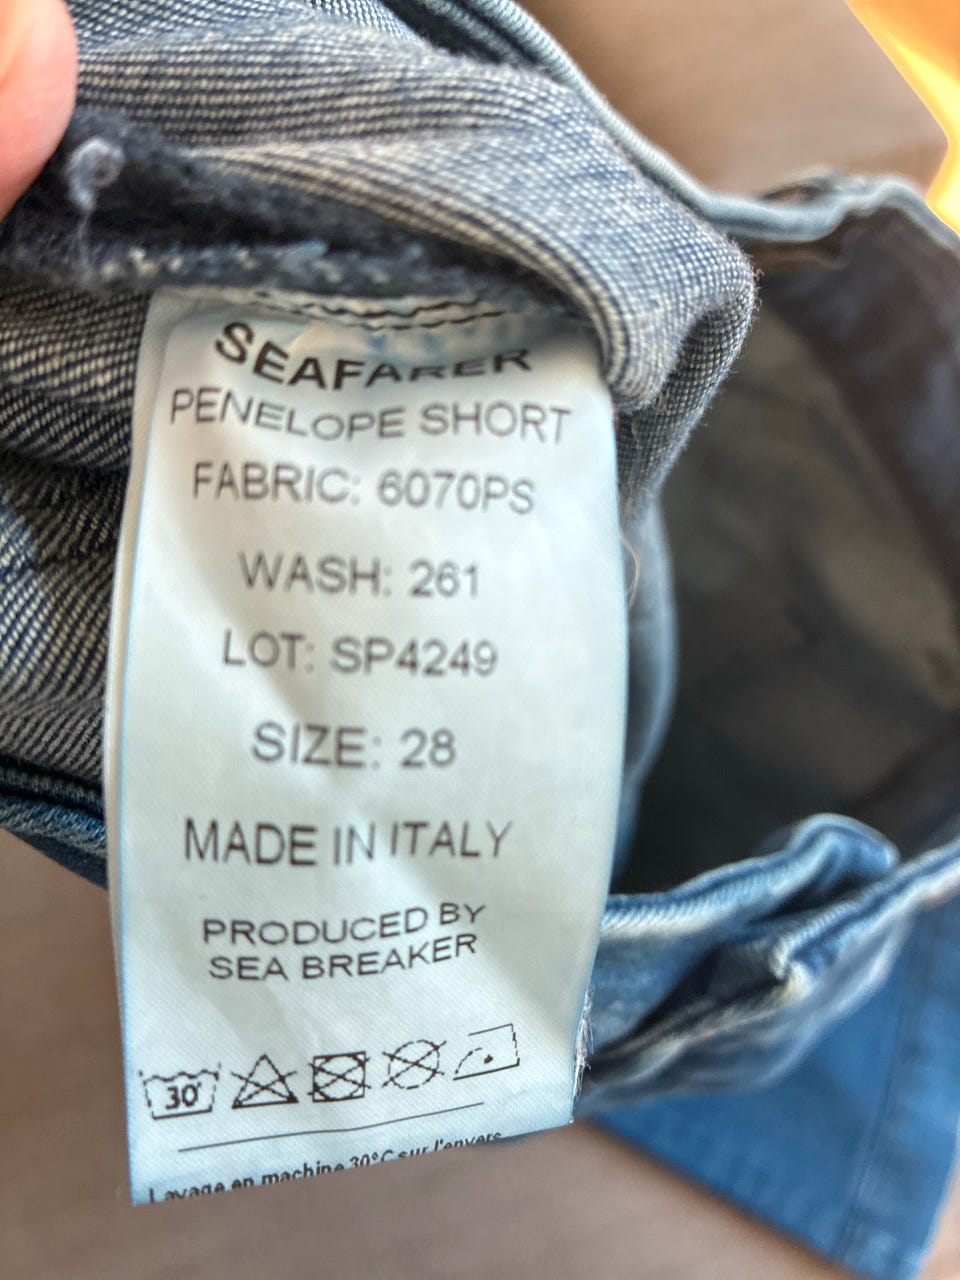 SEAFARER
PENELOPE SHORT
FABRIC: 6070PS
WASH: 261
LOT: SP4249
SIZE: 28
MADE IN ITALY
PRODUCED BY
SEA BREAKER
30°
Lavage en machine 30°C sur l'envers